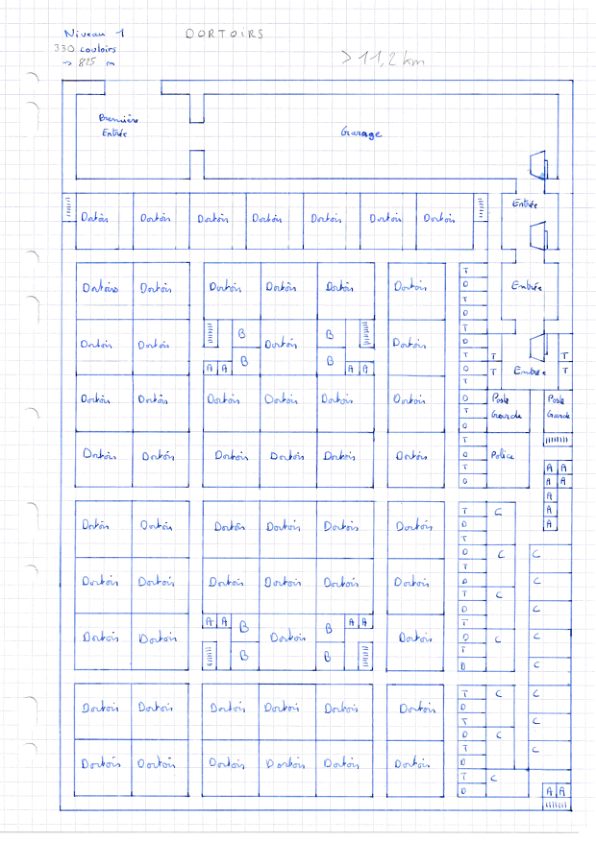 Niveau 1 DORTOIRS
330 couloirs
→ 825 m
> 11,2 km
Première
Entrée
Garage
Entrée
Dortoir Dortoir Dortoir Dortoir Dortoir Dortoir Dortoir
Dortoirs Dortoir Dortoir Dortoir Dortoir Dortoir T Entrée
D
D
Dortoir Dortoir B Dortoir B Dortoir T
B B D
A A A A T T Entrée T
D T T
Dortoir Dortoir Dortoir Dortoir Dortoir Dortoir D Poste Poste
T Garde Garde
D
Dortoir Dortoir Dortoir Dortoir Dortoir Dortoir T Police
D A A
T A A
D A
Dortoir Dortoir Dortoir Dortoir Dortoir Dortoir T C A
D A
T
D C C
Dortoir Dortoir Dortoir Dortoir Dortoir Dortoir T C
D
T C
D
Dortoir Dortoir A A B Dortoir B A A Dortoir T C C
B B D
T C
D
Dortoir Dortoir Dortoir Dortoir Dortoir Dortoir T C C
D
T C
D
Dortoir Dortoir Dortoir Dortoir Dortoir Dortoir D C
T C
D
T C
D A A